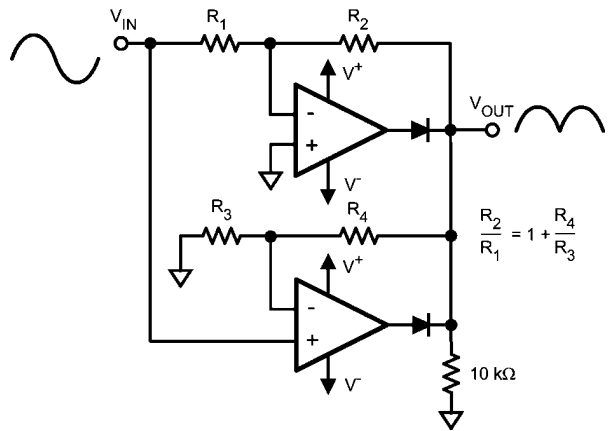 V_IN
R_1
R_2
V^+
-
+
V^-
V_OUT
R_3
R_4
R_2/R_1 = 1 + R_4/R_3
V^+
-
+
V^-
10 kΩ